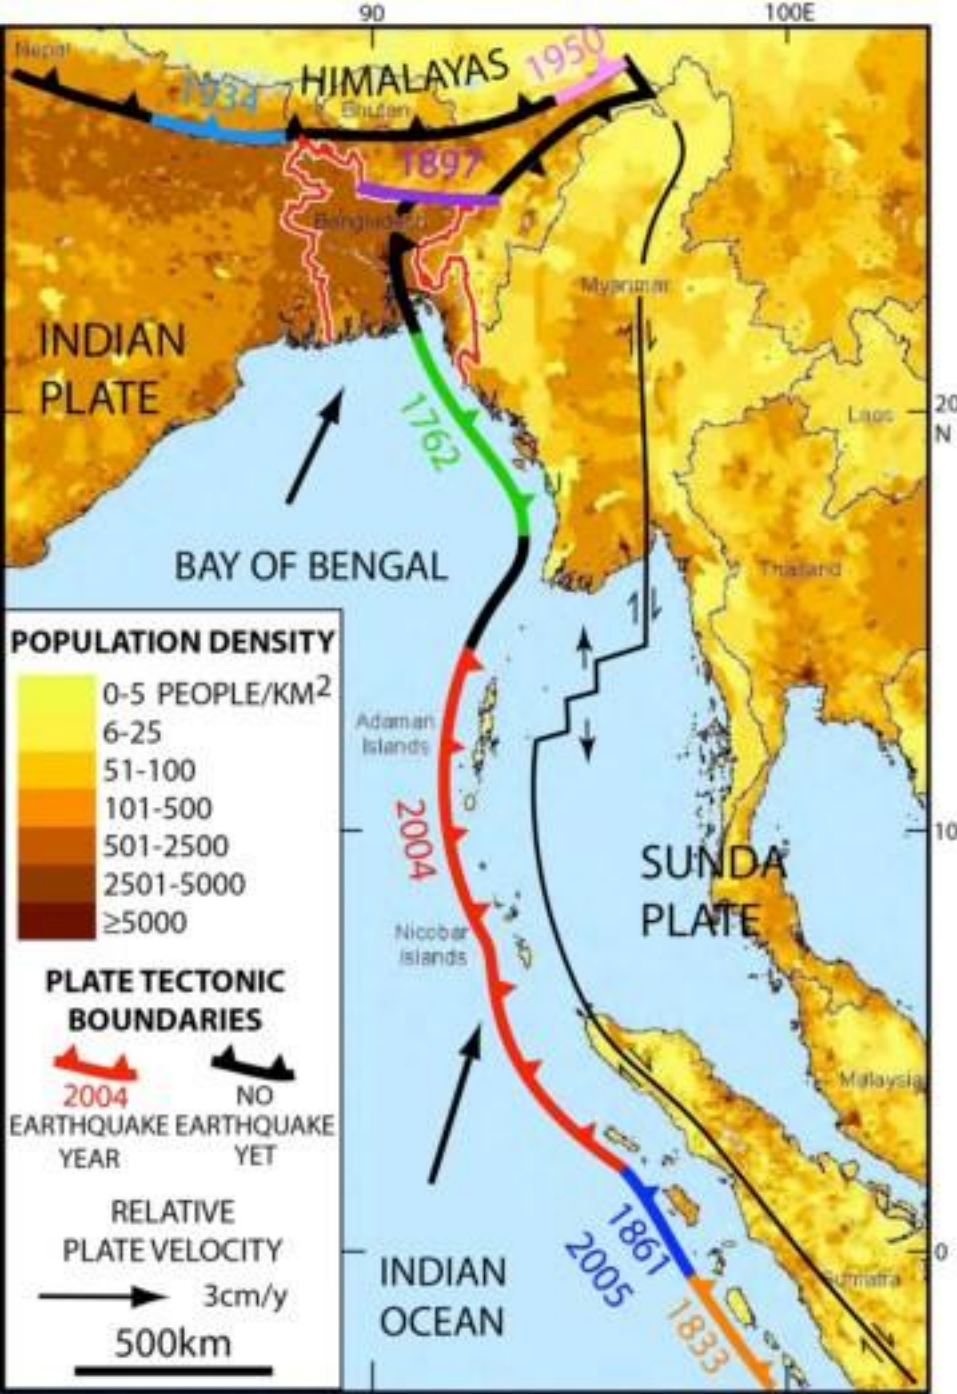 90
100E
Nepal
HIMALAYAS
1950
1934
Bhutan
1897
Bangladesh
Myanmar
INDIAN
PLATE
20
N
Laos
1762
BAY OF BENGAL
Thailand
POPULATION DENSITY
0-5 PEOPLE/KM2
6-25
51-100
101-500
501-2500
2501-5000
≥5000
Adaman
Islands
2004
10
SUNDA
PLATE
Nicobar
Islands
PLATE TECTONIC
BOUNDARIES
2004
EARTHQUAKE
YEAR
NO
EARTHQUAKE
YET
Malaysia
RELATIVE
PLATE VELOCITY
3cm/y
500km
INDIAN
OCEAN
1861
2005
1833
0
Sumatra